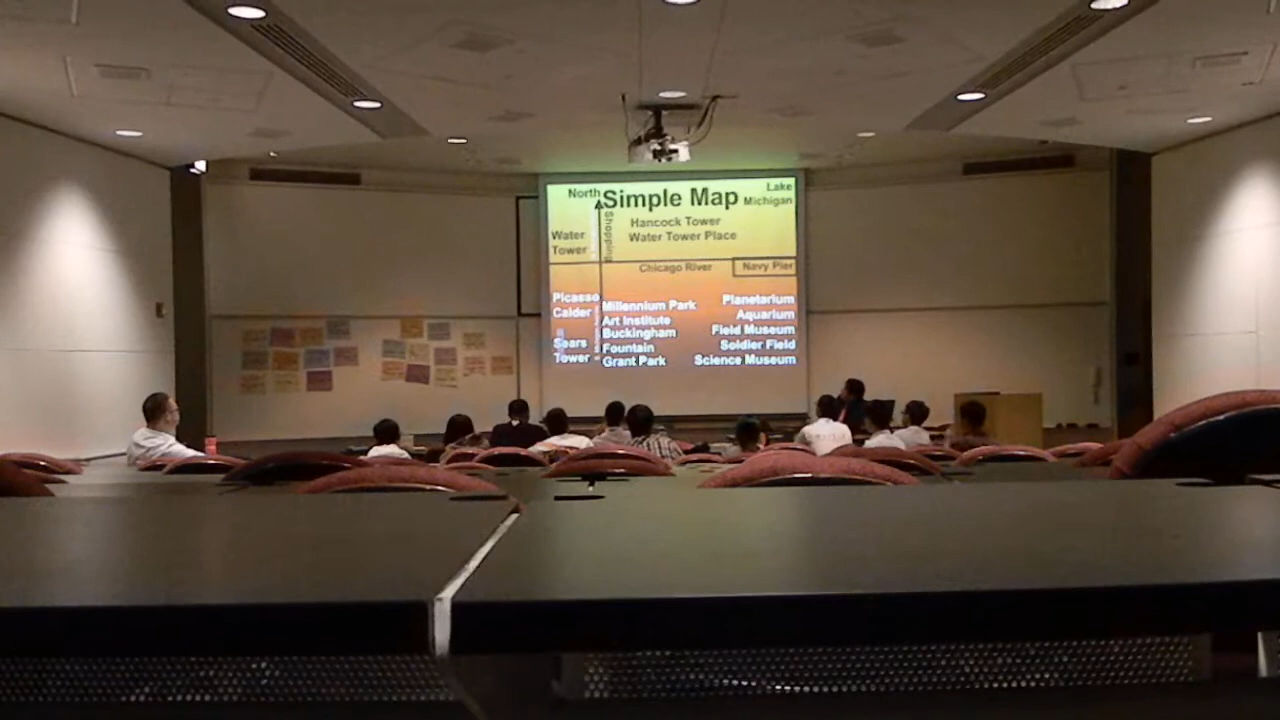 North
Simple Map
Lake
Michigan
Shopping
Hancock Tower
Water Tower Place
Water
Tower
Chicago River
Navy Pier
Picasso
Calder
Sears
Tower
Millennium Park
Art Institute
Buckingham
Fountain
Grant Park
Planetarium
Aquarium
Field Museum
Soldier Field
Science Museum